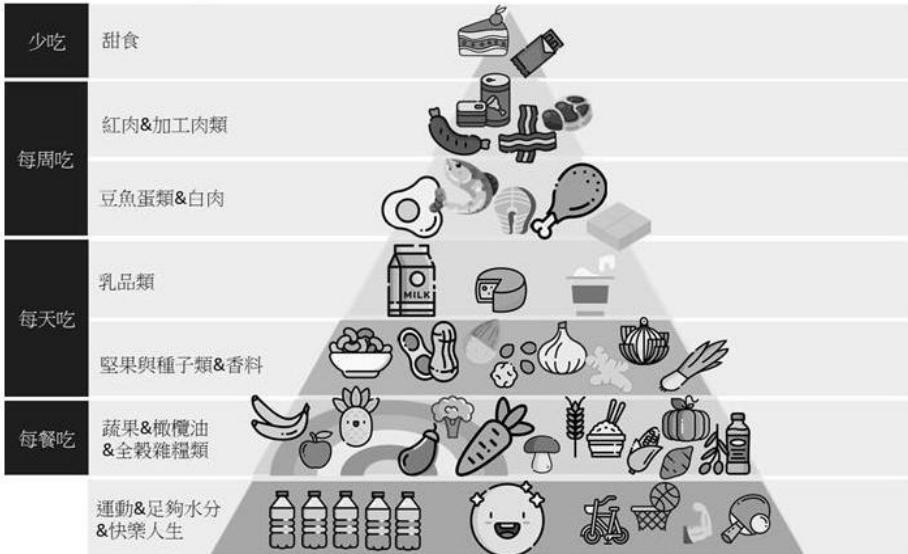 少吃
甜食
每周吃
紅肉&加工肉類
豆魚蛋類&白肉
每天吃
乳品類
MILK
堅果與種子類&香料
每餐吃
蔬果&橄欖油
&全穀雜糧類
運動&足夠水分
&快樂人生